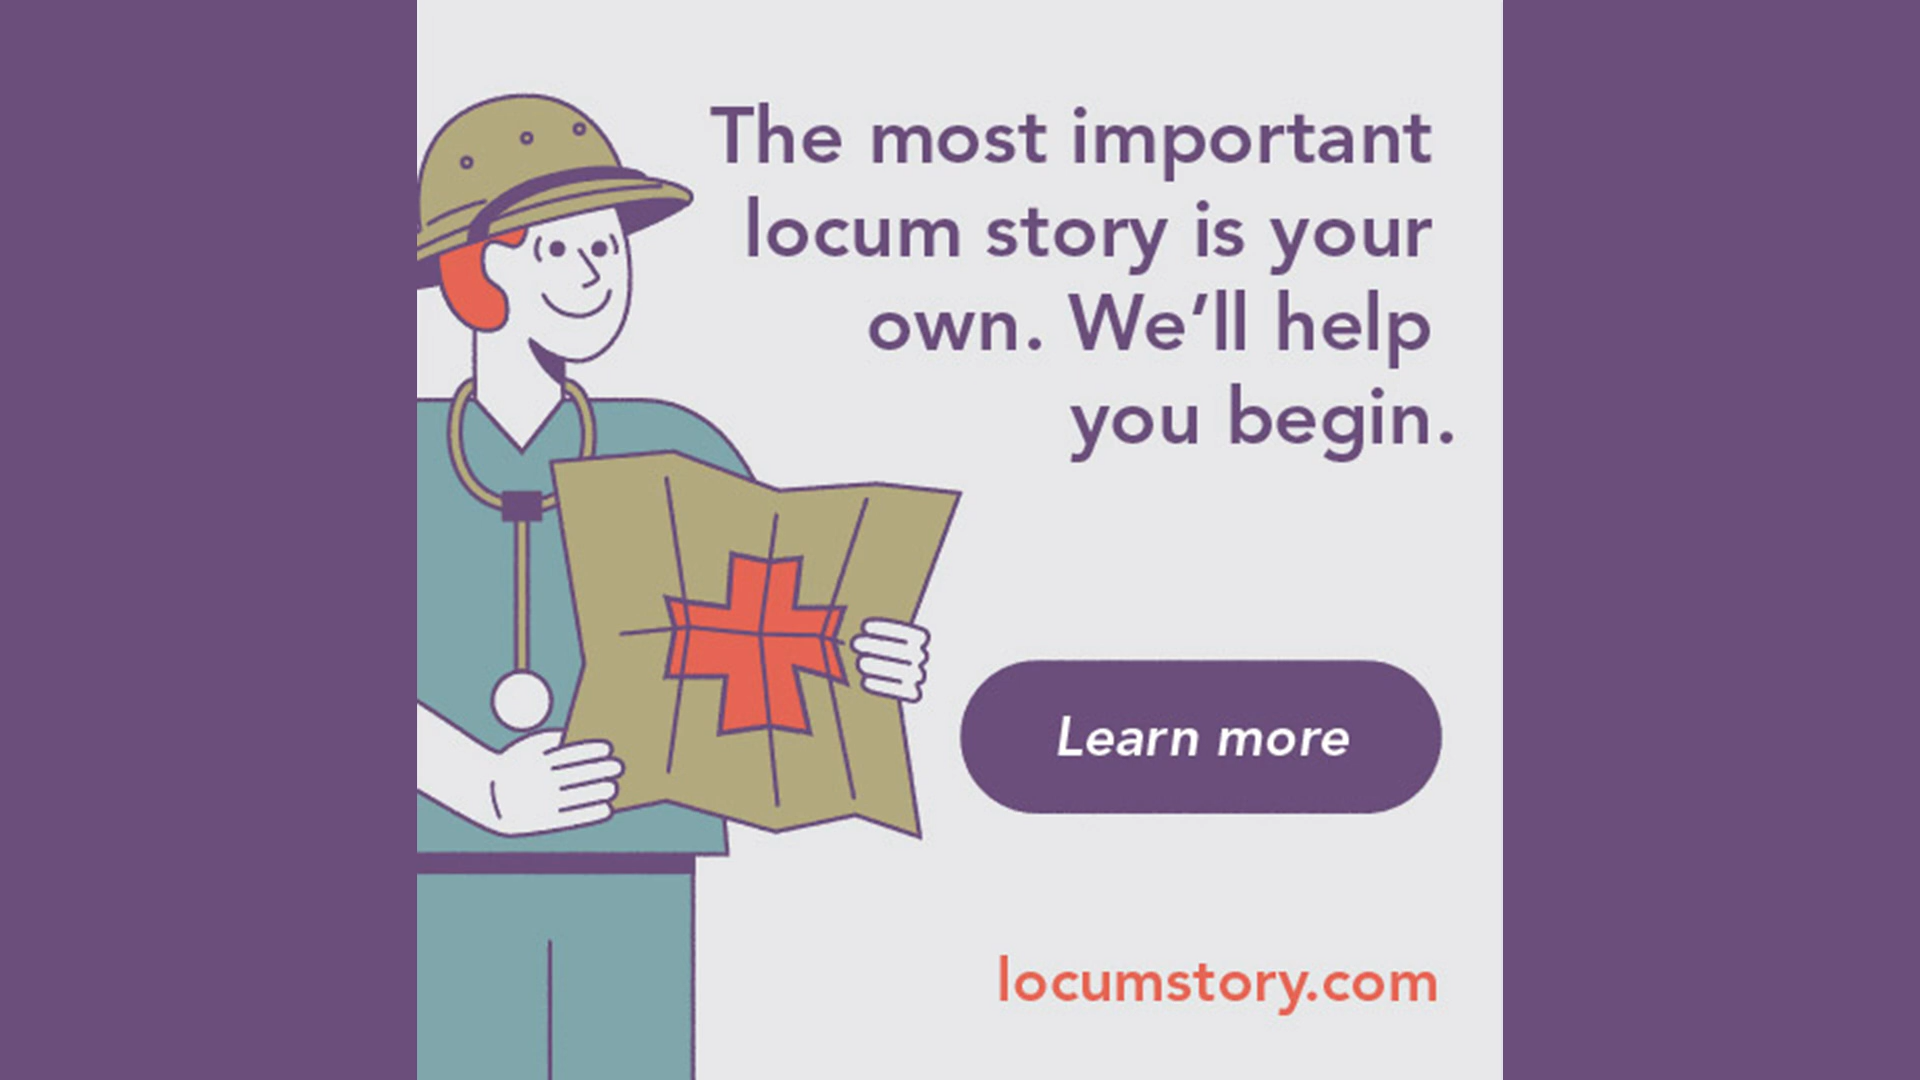 The most important
locum story is your
own. We’ll help
you begin.
Learn more
locumstory.com